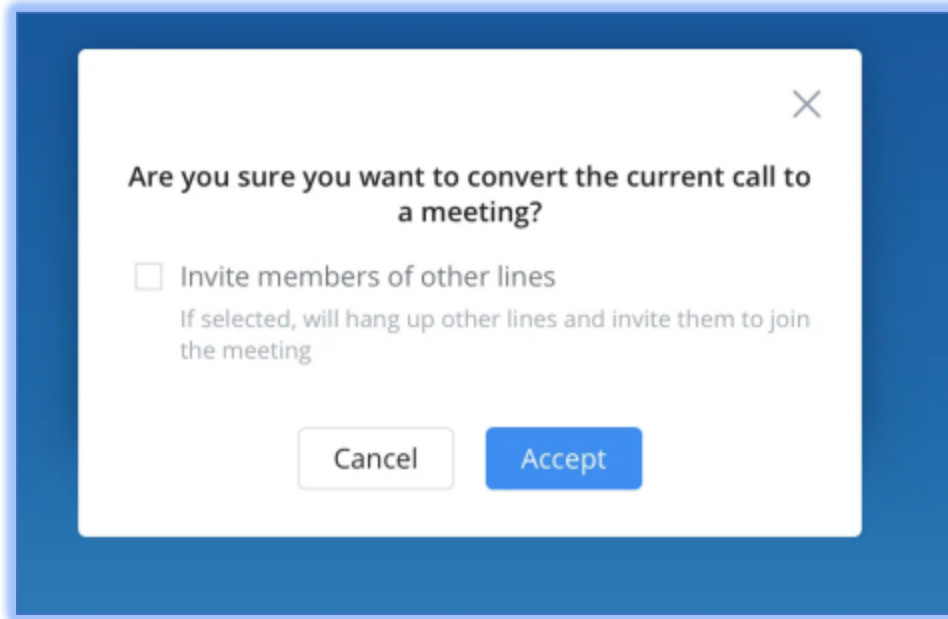 Are you sure you want to convert the current call to
a meeting?
Invite members of other lines
If selected, will hang up other lines and invite them to join
the meeting
Cancel
Accept